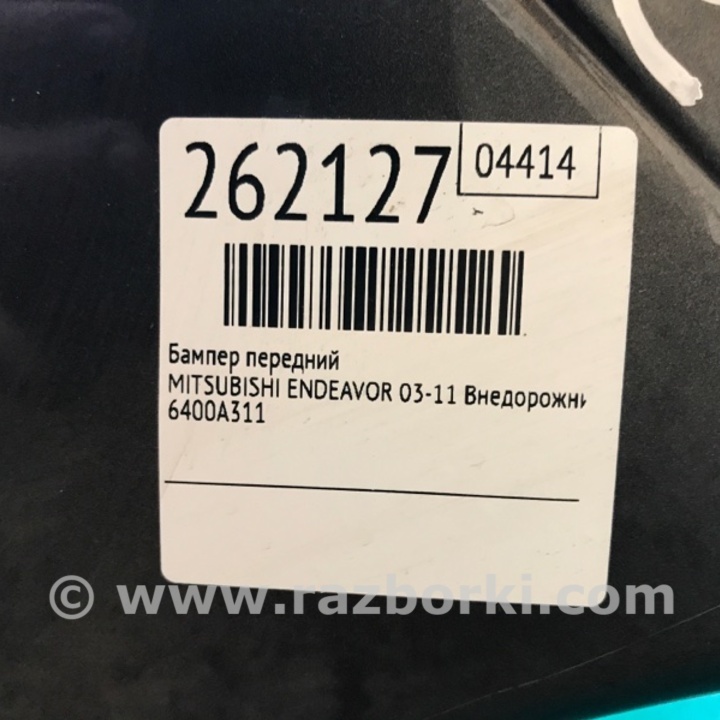 262127
04414
Бампер передний
MITSUBISHI ENDEAVOR 03-11 Внедорожни
6400A311
© www.razborki.com